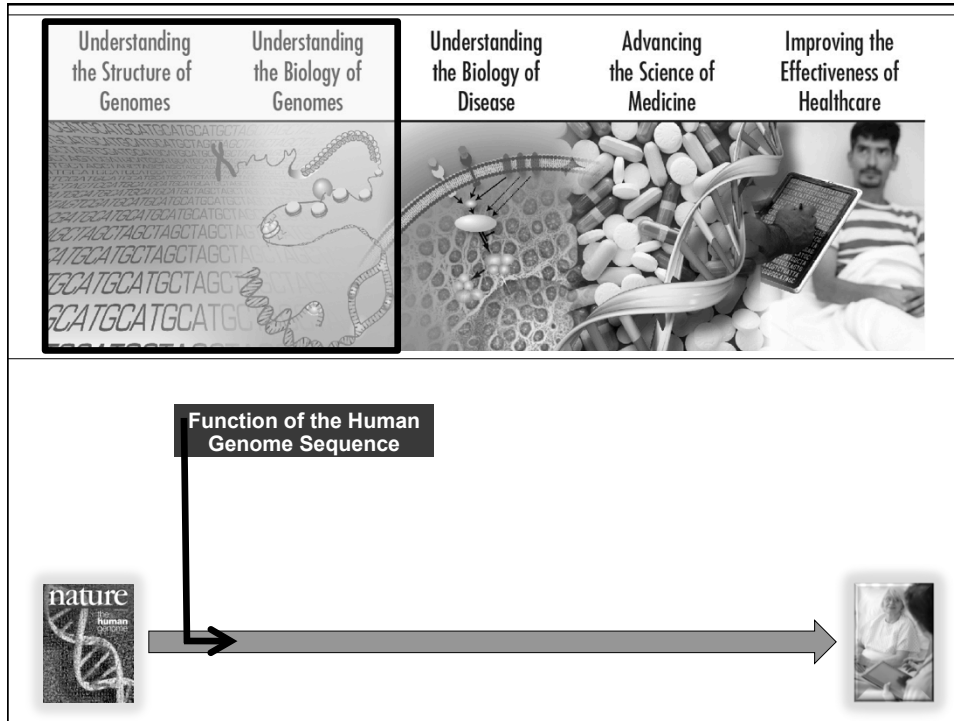 Understanding
the Structure of
Genomes
Understanding
the Biology of
Genomes
Understanding
the Biology of
Disease
Advancing
the Science of
Medicine
Improving the
Effectiveness of
Healthcare
Function of the Human
Genome Sequence
nature
the
human
genome